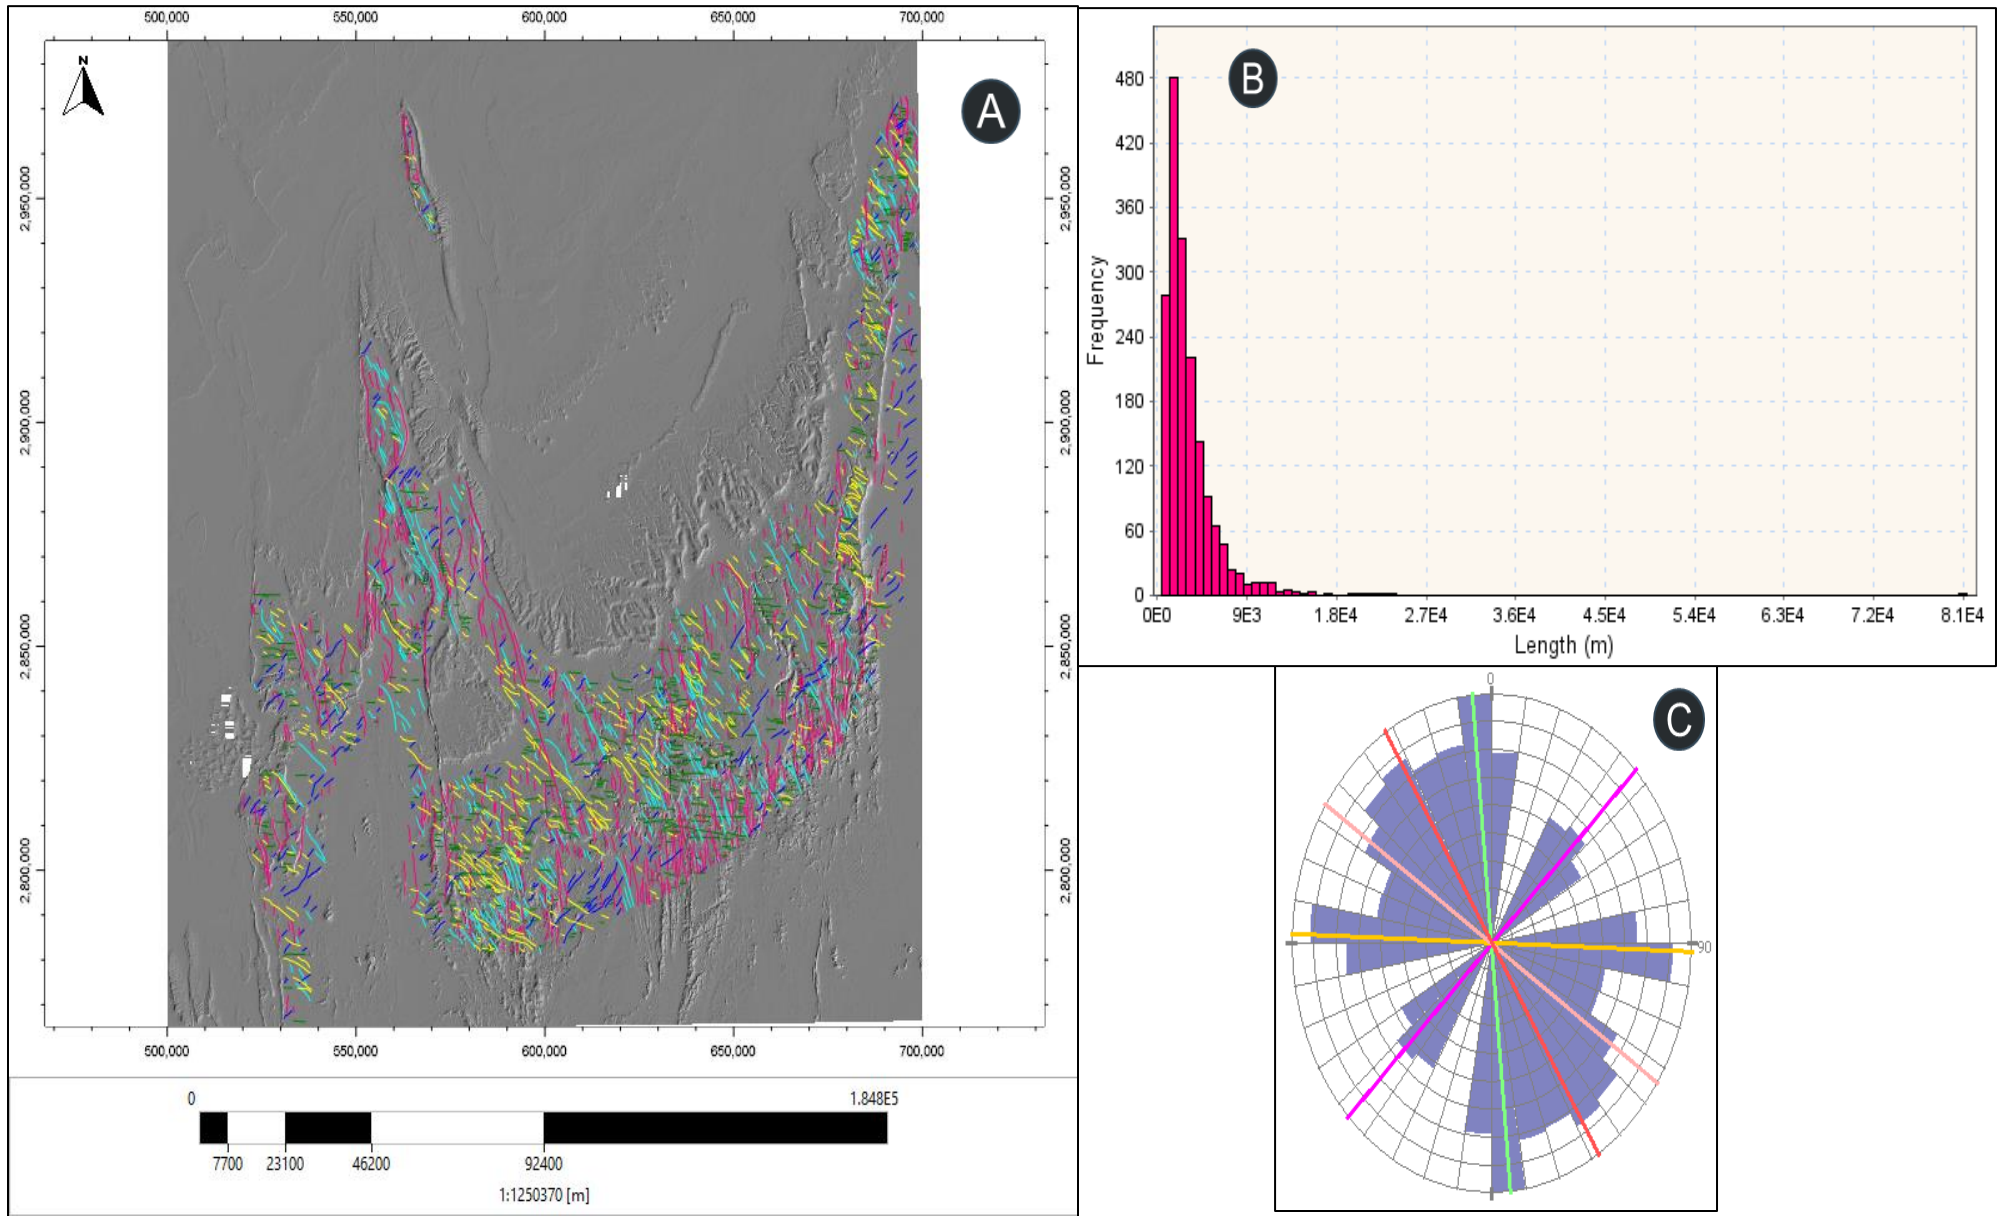 500,000 550,000 600,000 650,000 700,000
N
A
2,950,000
2,900,000
2,850,000
2,800,000
2,950,000
2,900,000
2,850,000
2,800,000
500,000 550,000 600,000 650,000 700,000
0 1.848E5
7700 23100 46200 92400
1:1250370 [m]
B
Frequency
480
420
360
300
240
180
120
60
0
0E0 9E3 1.8E4 2.7E4 3.6E4 4.5E4 5.4E4 6.3E4 7.2E4 8.1E4
Length (m)
C
0
90